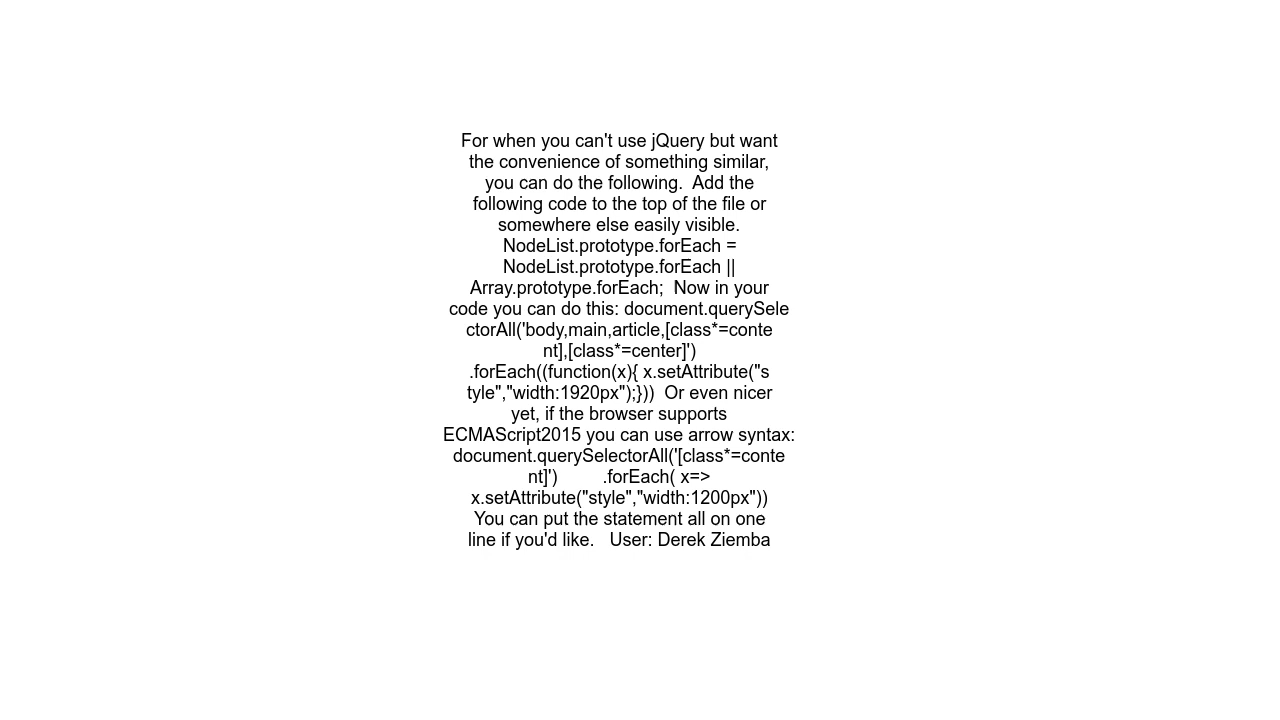 For when you can't use jQuery but want
the convenience of something similar,
you can do the following.  Add the
following code to the top of the file or
somewhere else easily visible.
NodeList.prototype.forEach =
NodeList.prototype.forEach ||
Array.prototype.forEach;  Now in your
code you can do this: document.querySele
ctorAll('body,main,article,[class*=conte
nt],[class*=center]')
.forEach((function(x){ x.setAttribute("s
tyle","width:1920px");}))  Or even nicer
yet, if the browser supports
ECMAScript2015 you can use arrow syntax:
document.querySelectorAll('[class*=conte
nt]')         .forEach( x=>
x.setAttribute("style","width:1200px"))
You can put the statement all on one
line if you'd like.   User: Derek Ziemba